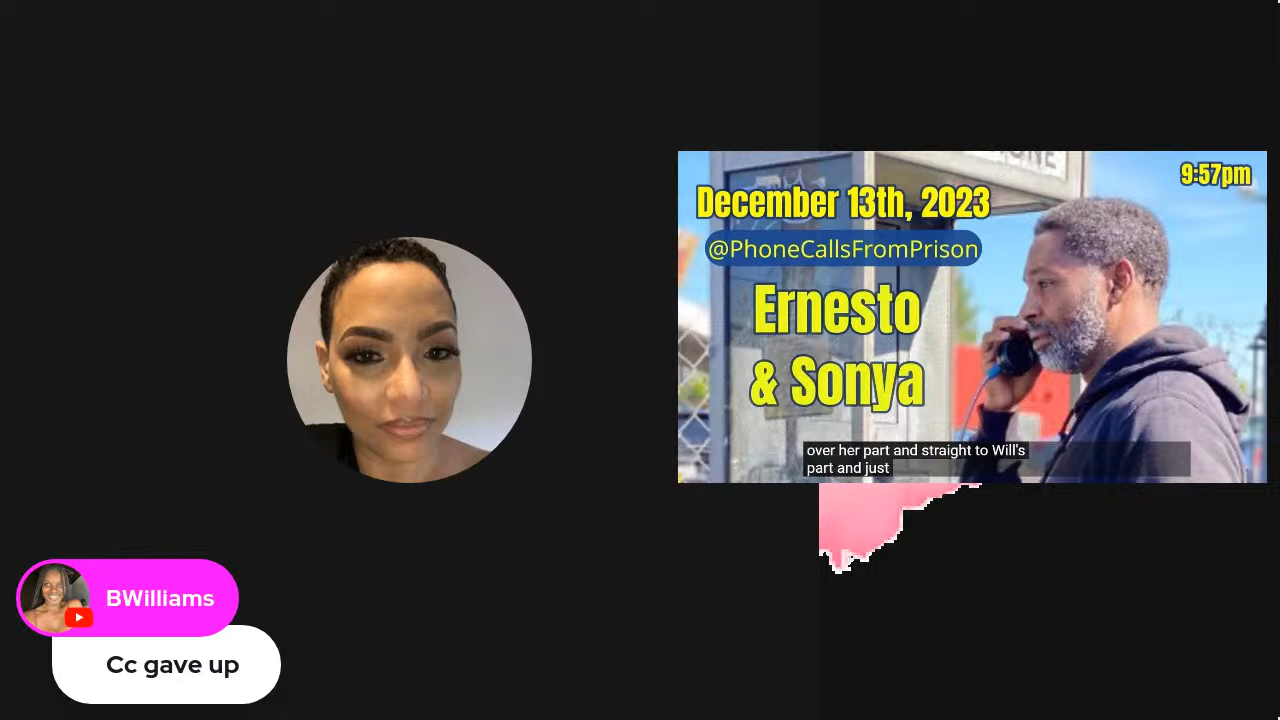 ONE
9:57pm
December 13th, 2023
@PhoneCallsFromPrison
Ernesto
& Sonya
over her part and straight to Will's
part and just
BWilliams
Cc gave up